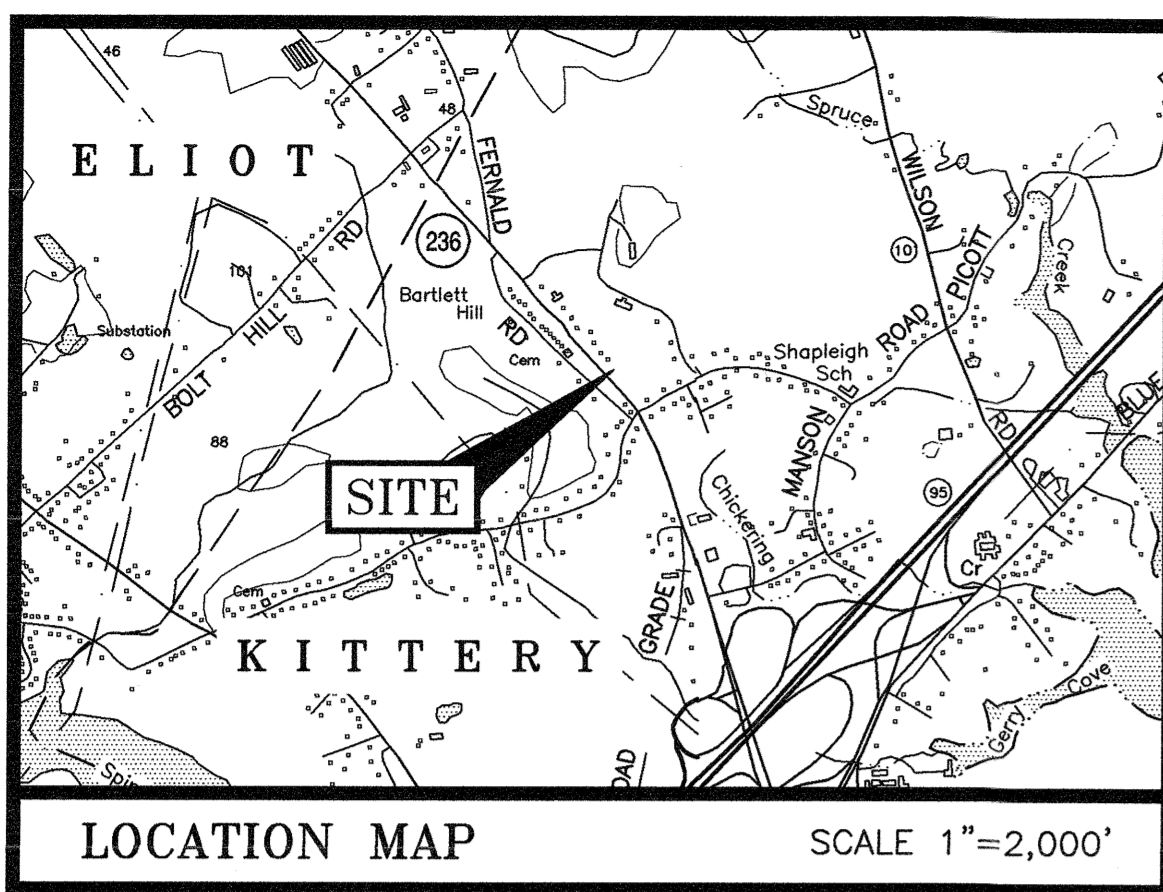 46
48
ELIOT
FERNALD
Spruce
WILSON
RD
236
10
PICOTT
Creek
101
Bartlett
Hill
HILL
Substation
RD
Cem
Shapleigh
Sch
ROAD
BOLT
BLUE
88
MANSON
RD
SITE
95
Chickering
Cr
Cem
GRADE
KITTERY
Gerry Cove
OAD
LOCATION MAP
SCALE 1"=2,000'